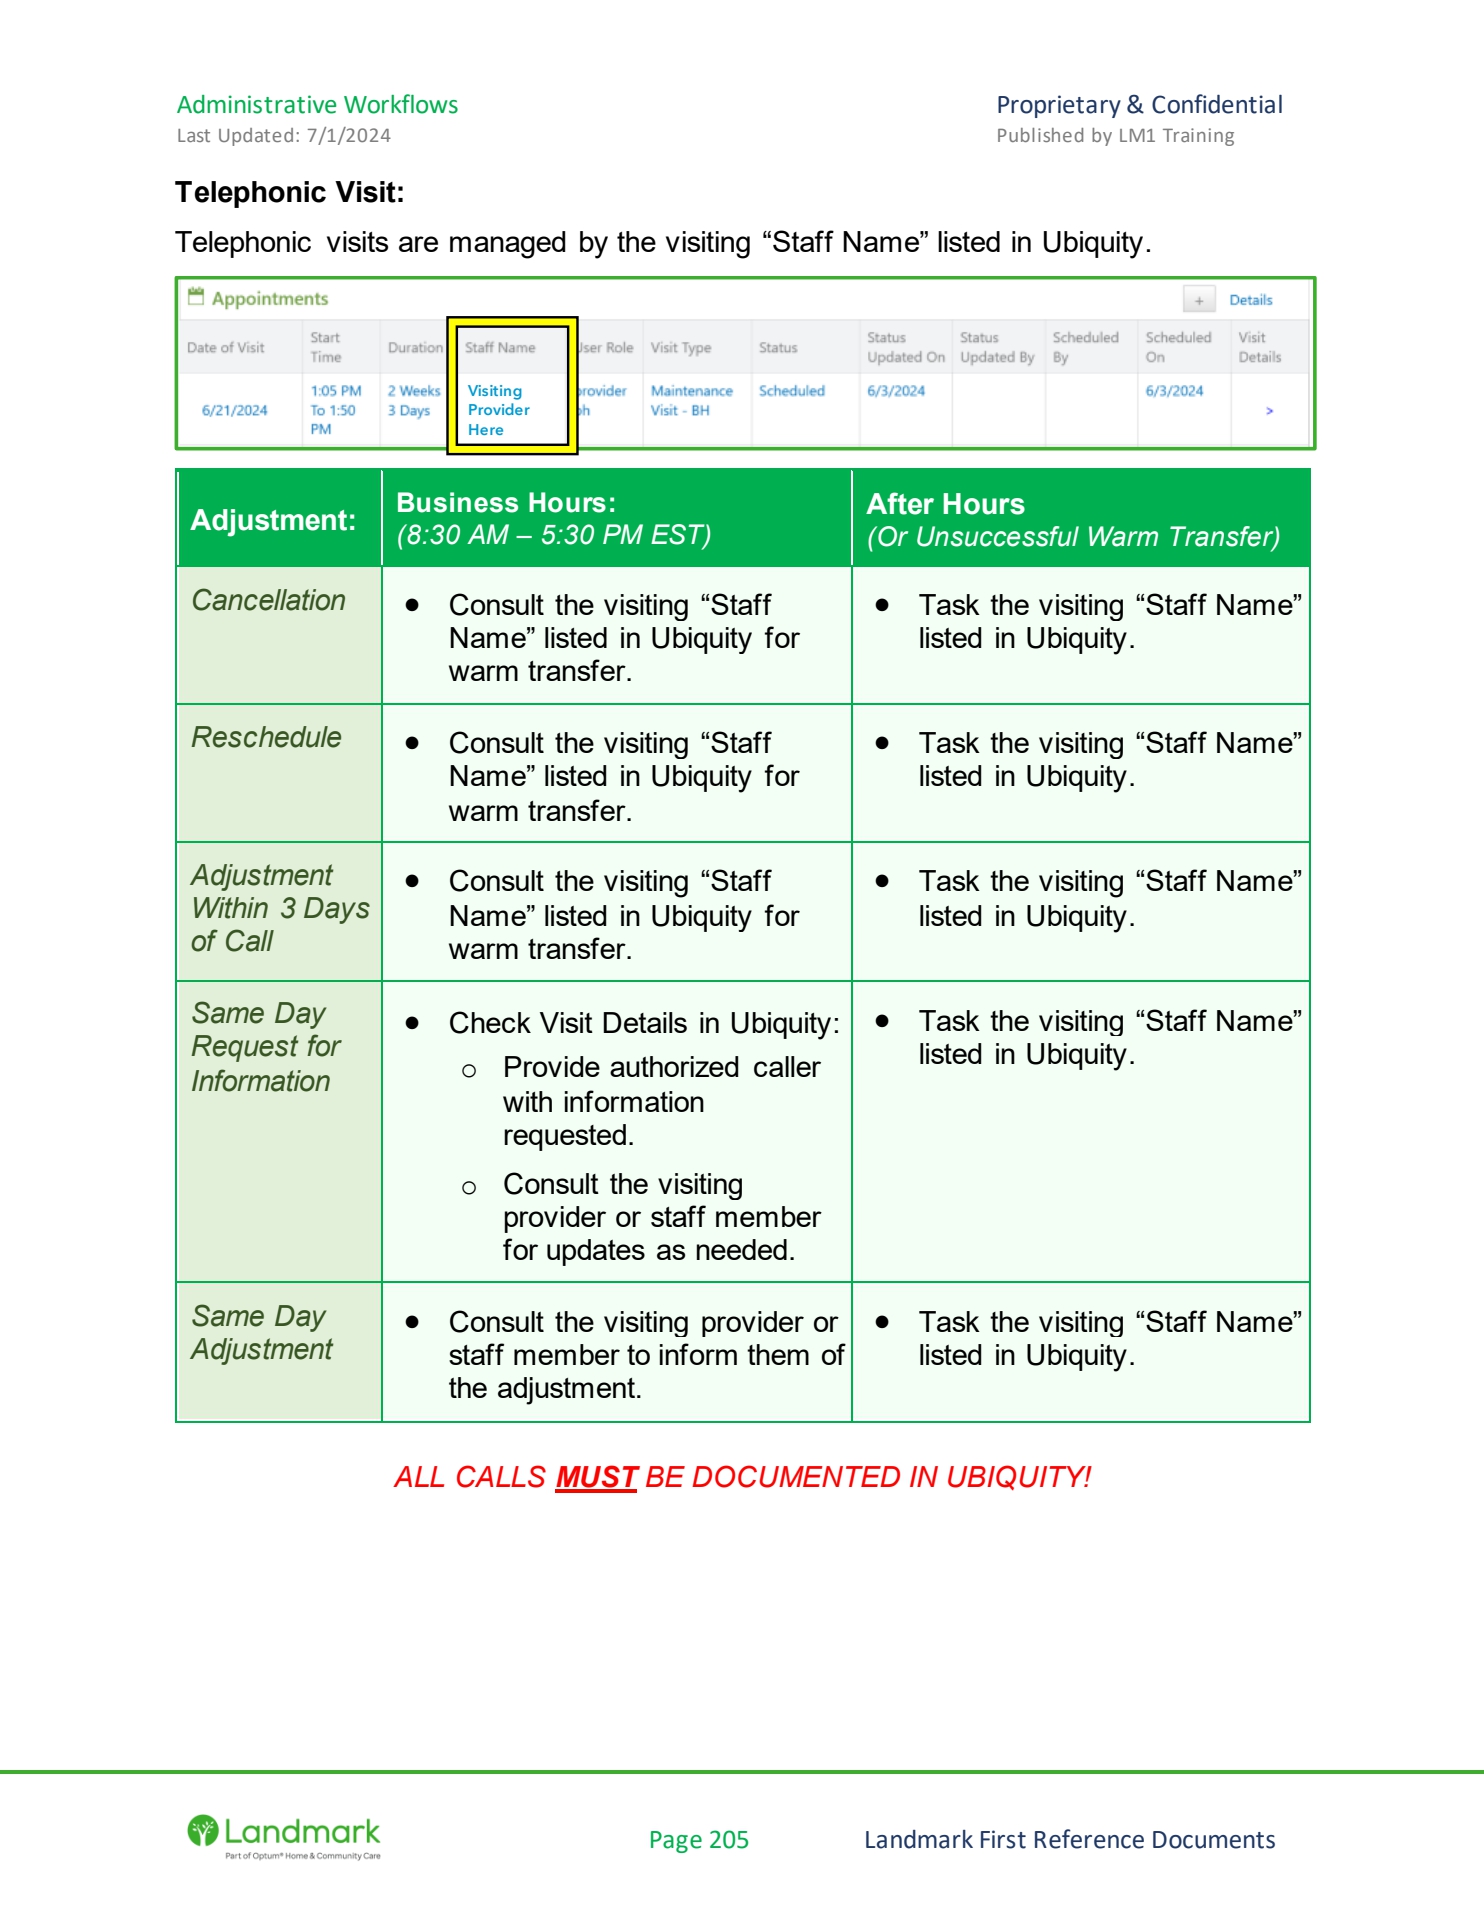 Administrative Workflows
Proprietary & Confidential
Last Updated: 7/1/2024
Published by LM1 Training
Telephonic Visit:
Telephonic visits are managed by the visiting “Staff Name” listed in Ubiquity.
Appointments
+ Details
Date of Visit
Start
Time
Duration
Staff Name
User Role
Visit Type
Status
Status
Updated On
Status
Updated By
Scheduled
By
Scheduled
On
Visit
Details
6/21/2024
1:05 PM
To 1:50
PM
2 Weeks
3 Days
Visiting
Provider
Here
provider
Maintenance
Visit - BH
Scheduled
6/3/2024
6/3/2024
>
Adjustment:
Business Hours:
(8:30 AM – 5:30 PM EST)
After Hours
(Or Unsuccessful Warm Transfer)
Cancellation
● Consult the visiting “Staff
Name” listed in Ubiquity for
warm transfer.
● Task the visiting “Staff Name”
listed in Ubiquity.
Reschedule
● Consult the visiting “Staff
Name” listed in Ubiquity for
warm transfer.
● Task the visiting “Staff Name”
listed in Ubiquity.
Adjustment
Within 3 Days
of Call
● Consult the visiting “Staff
Name” listed in Ubiquity for
warm transfer.
● Task the visiting “Staff Name”
listed in Ubiquity.
Same Day
Request for
Information
● Check Visit Details in Ubiquity:
o Provide authorized caller
with information
requested.
o Consult the visiting
provider or staff member
for updates as needed.
● Task the visiting “Staff Name”
listed in Ubiquity.
Same Day
Adjustment
● Consult the visiting provider or
staff member to inform them of
the adjustment.
● Task the visiting “Staff Name”
listed in Ubiquity.
ALL CALLS MUST BE DOCUMENTED IN UBIQUITY!
Landmark
Part of Optum® Home & Community Care
Page 205
Landmark First Reference Documents